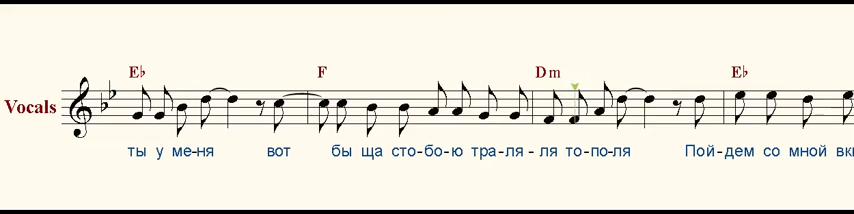 E♭ F Dm E♭
Vocals
ты у ме-ня вот бы ща сто-бо-ю тра-ля-ля то-по-ля Пой-дем со мной